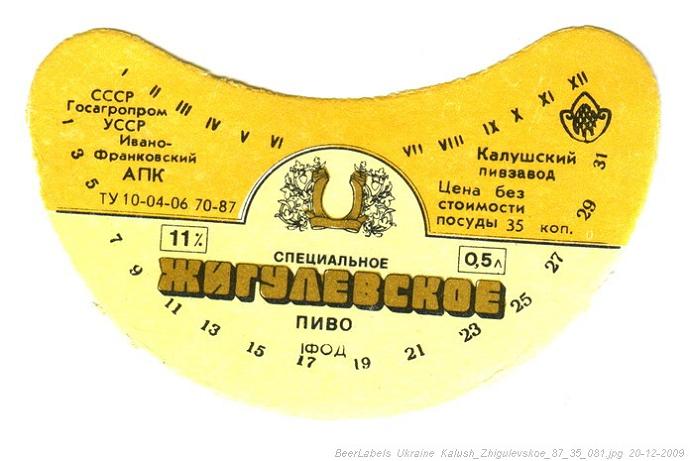 I II III IV V VI VII VIII IX X XI XII
СССР
Госагропром
УССР
Ивано-
Франковский
АПК
ТУ 10-04-06 70-87
Калушский
пивзавод
Цена без
стоимости
посуды 35 коп.
11%
СПЕЦИАЛЬНОЕ
0,5л
ЖИГУЛЕВСКОЕ
ПИВО
IФОД
1 3 5 7 9 11 13 15 17 19 21 23 25 27 29 31
BeerLabels Ukraine Kalush_Zhigulevskoe_87_35_081.jpg 20-12-2009